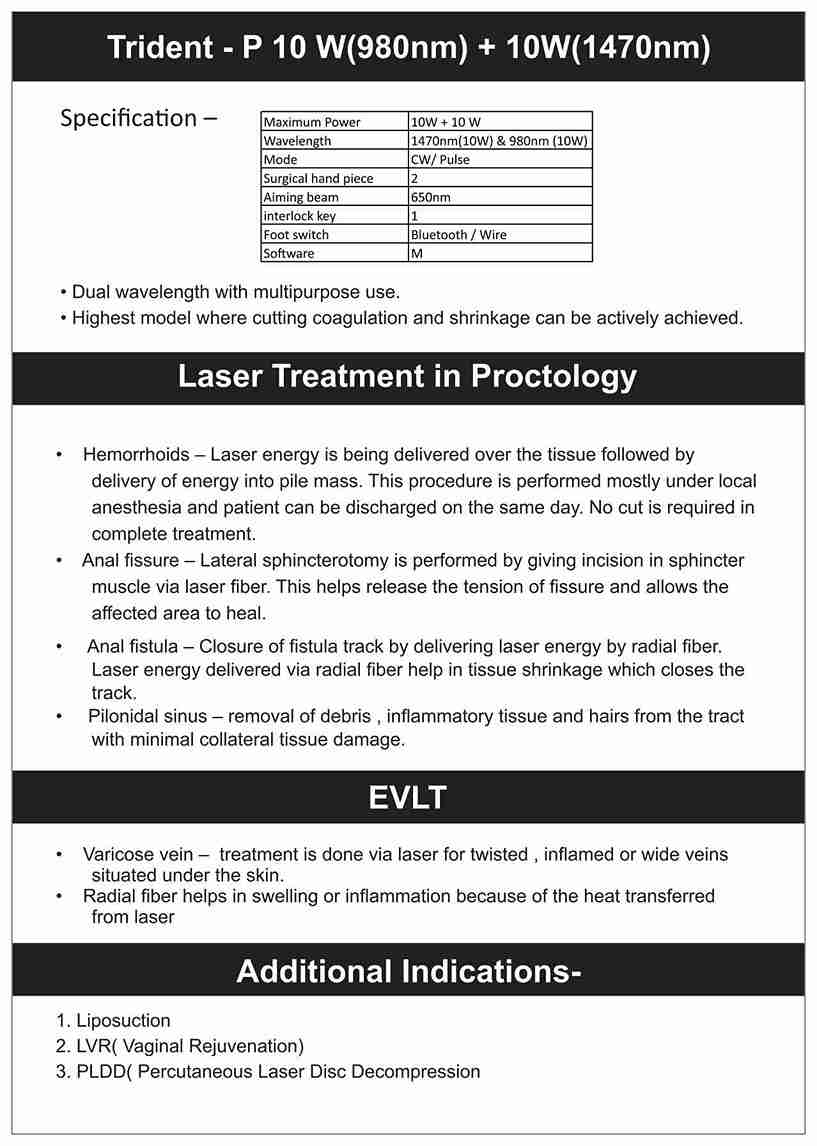 Trident - P 10 W(980nm) + 10W(1470nm)
Specification –
Maximum Power 10W + 10 W
Wavelength 1470nm(10W) & 980nm (10W)
Mode CW/ Pulse
Surgical hand piece 2
Aiming beam 650nm
interlock key 1
Foot switch Bluetooth / Wire
Software M
• Dual wavelength with multipurpose use.
• Highest model where cutting coagulation and shrinkage can be actively achieved.
Laser Treatment in Proctology
• Hemorrhoids – Laser energy is being delivered over the tissue followed by
delivery of energy into pile mass. This procedure is performed mostly under local
anesthesia and patient can be discharged on the same day. No cut is required in
complete treatment.
• Anal fissure – Lateral sphincterotomy is performed by giving incision in sphincter
muscle via laser fiber. This helps release the tension of fissure and allows the
affected area to heal.
• Anal fistula – Closure of fistula track by delivering laser energy by radial fiber.
Laser energy delivered via radial fiber help in tissue shrinkage which closes the
track.
• Pilonidal sinus – removal of debris , inflammatory tissue and hairs from the tract
with minimal collateral tissue damage.
EVLT
• Varicose vein – treatment is done via laser for twisted , inflamed or wide veins
situated under the skin.
• Radial fiber helps in swelling or inflammation because of the heat transferred
from laser
Additional Indications-
1. Liposuction
2. LVR( Vaginal Rejuvenation)
3. PLDD( Percutaneous Laser Disc Decompression